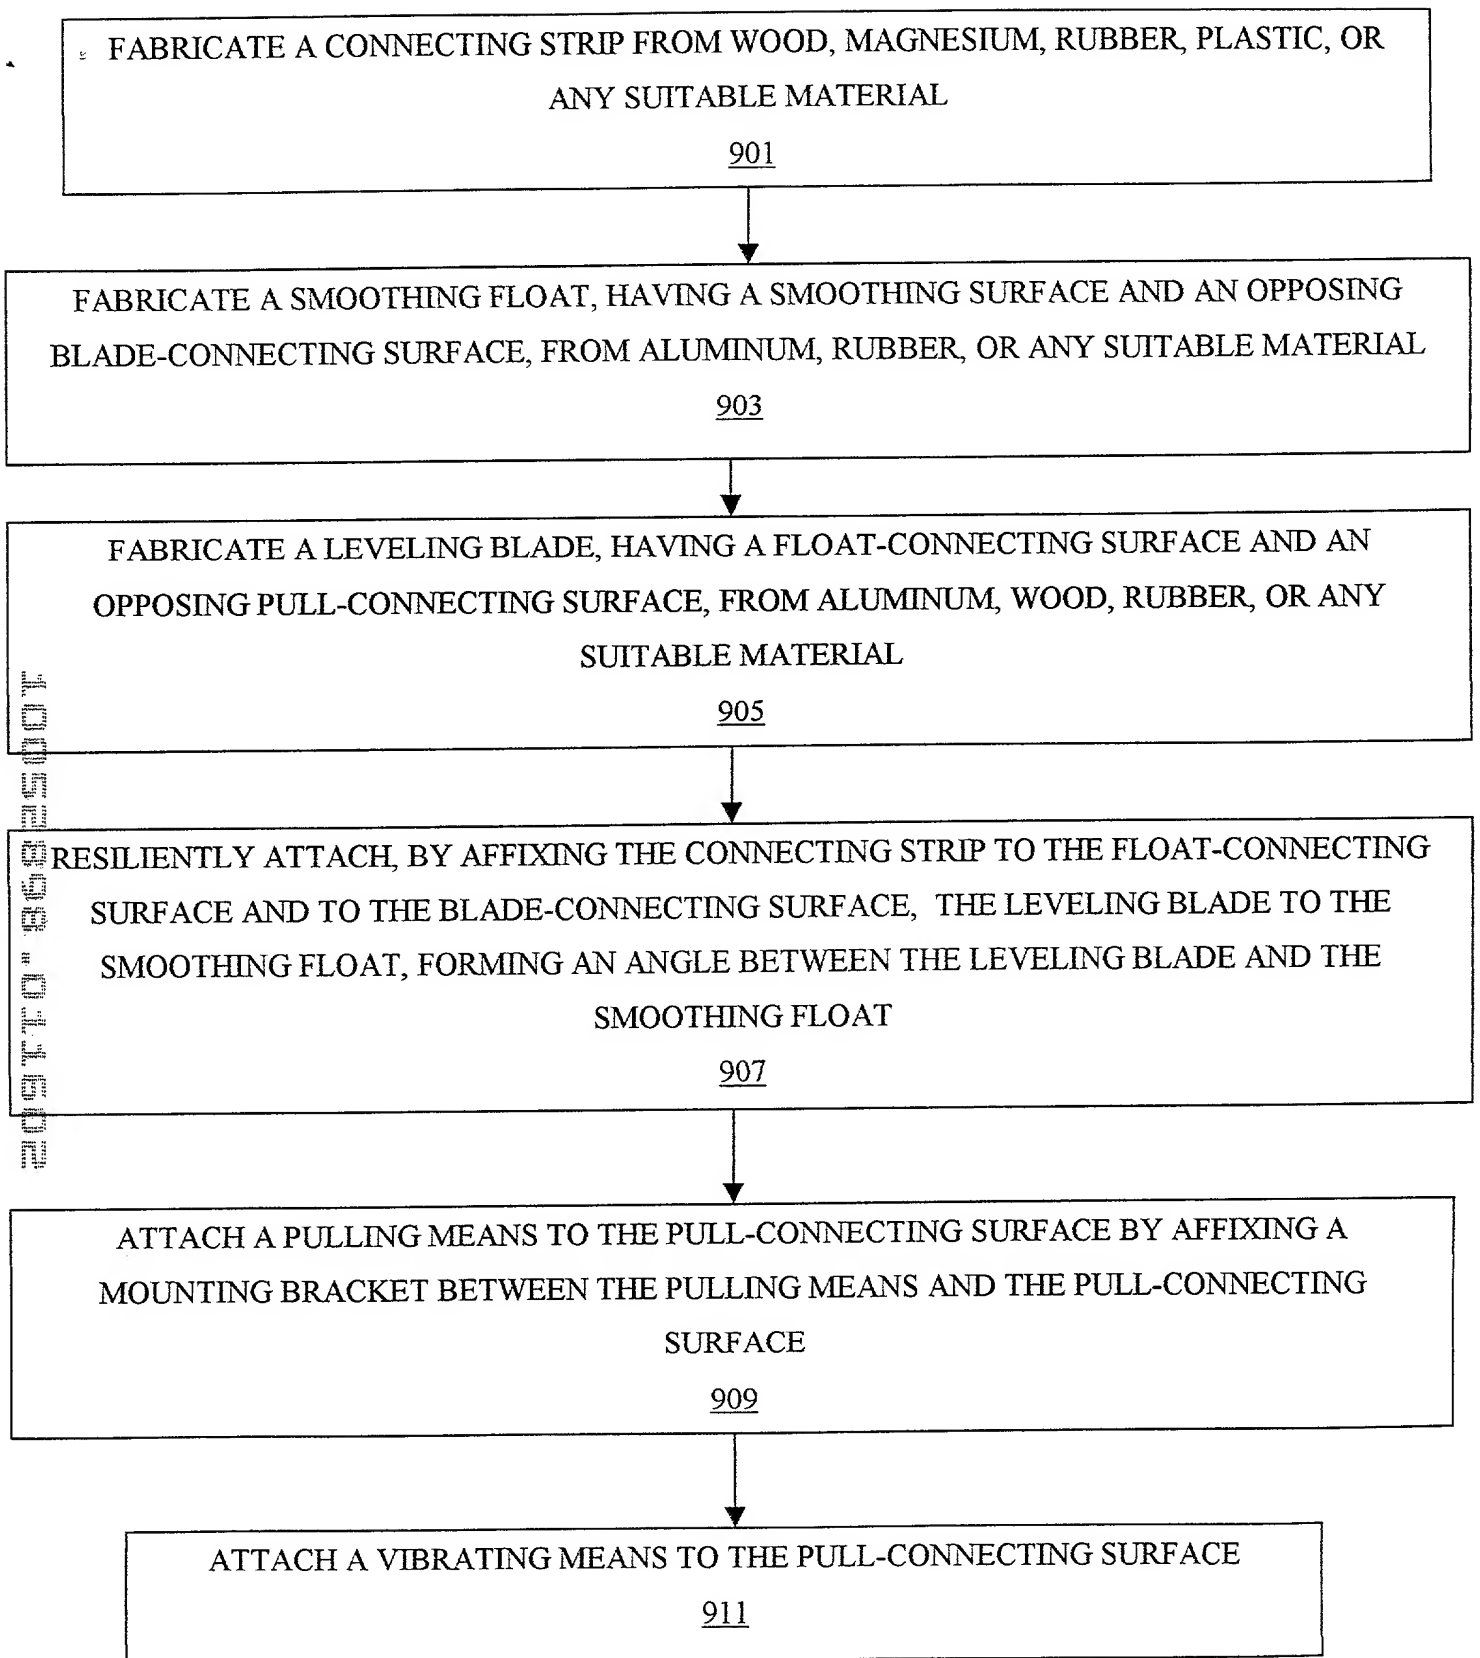 FABRICATE A CONNECTING STRIP FROM WOOD, MAGNESIUM, RUBBER, PLASTIC, OR
ANY SUITABLE MATERIAL
901
FABRICATE A SMOOTHING FLOAT, HAVING A SMOOTHING SURFACE AND AN OPPOSING
BLADE-CONNECTING SURFACE, FROM ALUMINUM, RUBBER, OR ANY SUITABLE MATERIAL
903
FABRICATE A LEVELING BLADE, HAVING A FLOAT-CONNECTING SURFACE AND AN
OPPOSING PULL-CONNECTING SURFACE, FROM ALUMINUM, WOOD, RUBBER, OR ANY
SUITABLE MATERIAL
905
RESILIENTLY ATTACH, BY AFFIXING THE CONNECTING STRIP TO THE FLOAT-CONNECTING
SURFACE AND TO THE BLADE-CONNECTING SURFACE, THE LEVELING BLADE TO THE
SMOOTHING FLOAT, FORMING AN ANGLE BETWEEN THE LEVELING BLADE AND THE
SMOOTHING FLOAT
907
ATTACH A PULLING MEANS TO THE PULL-CONNECTING SURFACE BY AFFIXING A
MOUNTING BRACKET BETWEEN THE PULLING MEANS AND THE PULL-CONNECTING
SURFACE
909
ATTACH A VIBRATING MEANS TO THE PULL-CONNECTING SURFACE
911